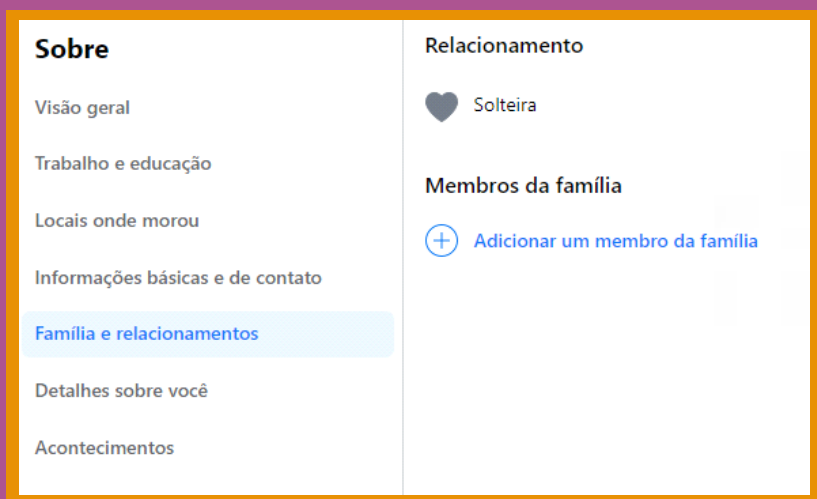 Sobre
Visão geral
Trabalho e educação
Locais onde morou
Informações básicas e de contato
Família e relacionamentos
Detalhes sobre você
Acontecimentos
Relacionamento
Solteira
Membros da família
Adicionar um membro da família